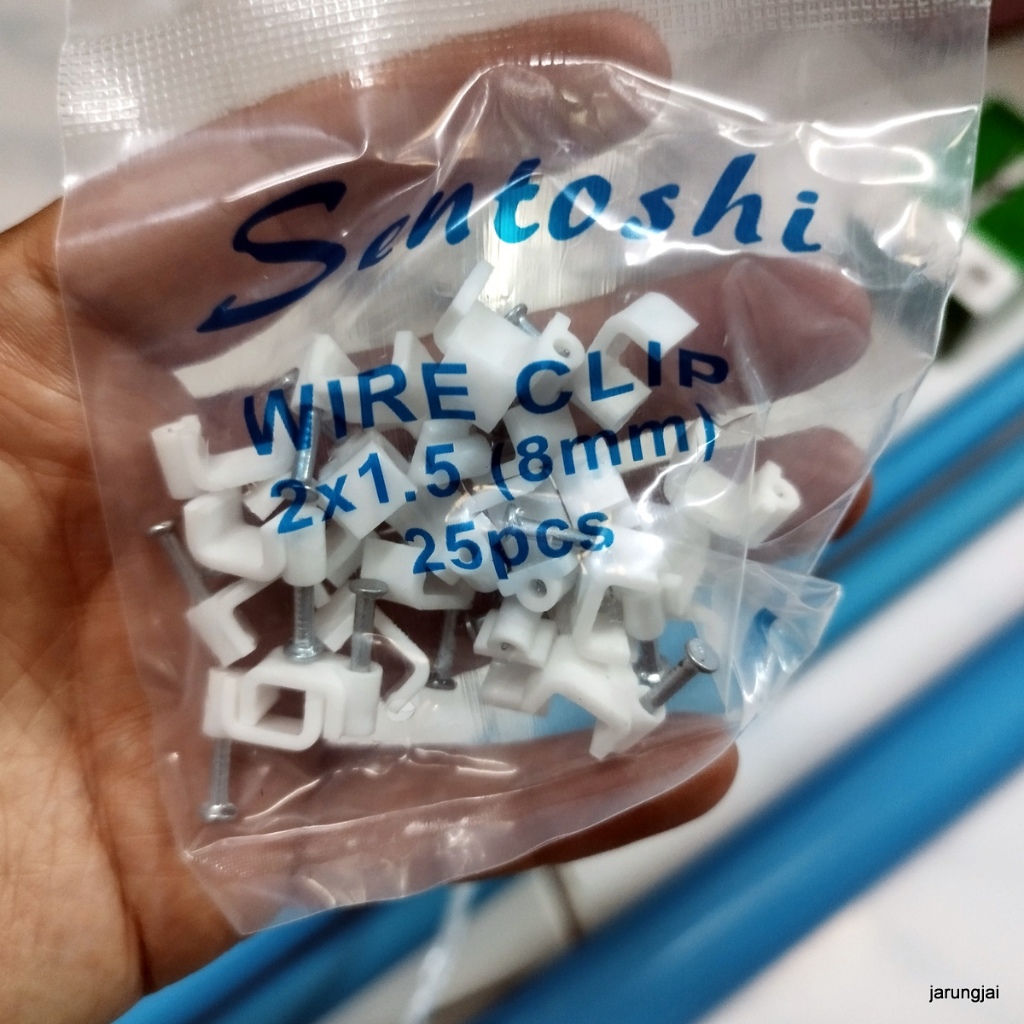 Sentoshi
WIRE CLIP
2x1.5 (8mm)
25pcs
jarungjai